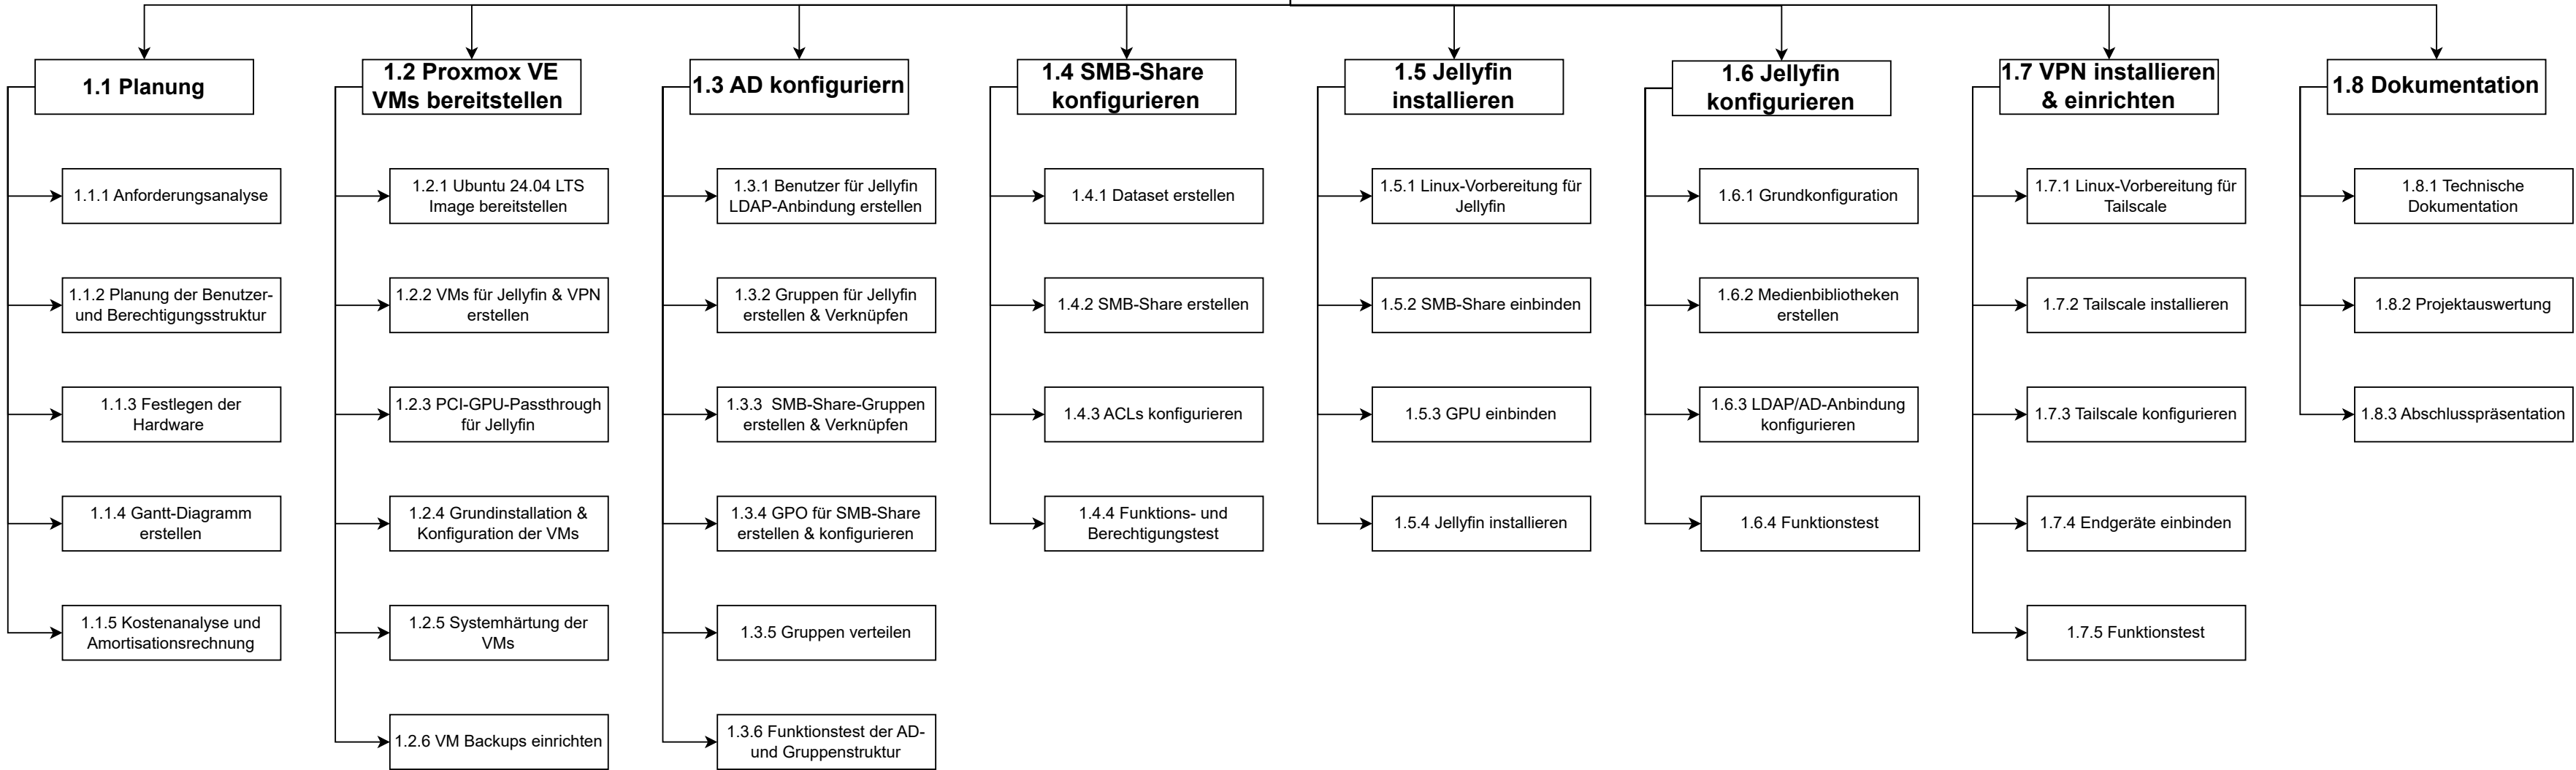 1.1 Planung
1.1.1 Anforderungsanalyse
1.1.2 Planung der Benutzer-
und Berechtigungsstruktur
1.1.3 Festlegen der
Hardware
1.1.4 Gantt-Diagramm
erstellen
1.1.5 Kostenanalyse und
Amortisationsrechnung
1.2 Proxmox VE
VMs bereitstellen
1.2.1 Ubuntu 24.04 LTS
Image bereitstellen
1.2.2 VMs für Jellyfin & VPN
erstellen
1.2.3 PCI-GPU-Passthrough
für Jellyfin
1.2.4 Grundinstallation &
Konfiguration der VMs
1.2.5 Systemhärtung der
VMs
1.2.6 VM Backups einrichten
1.3 AD konfiguriern
1.3.1 Benutzer für Jellyfin
LDAP-Anbindung erstellen
1.3.2 Gruppen für Jellyfin
erstellen & Verknüpfen
1.3.3 SMB-Share-Gruppen
erstellen & Verknüpfen
1.3.4 GPO für SMB-Share
erstellen & konfigurieren
1.3.5 Gruppen verteilen
1.3.6 Funktionstest der AD-
und Gruppenstruktur
1.4 SMB-Share
konfigurieren
1.4.1 Dataset erstellen
1.4.2 SMB-Share erstellen
1.4.3 ACLs konfigurieren
1.4.4 Funktions- und
Berechtigungstest
1.5 Jellyfin
installieren
1.5.1 Linux-Vorbereitung für
Jellyfin
1.5.2 SMB-Share einbinden
1.5.3 GPU einbinden
1.5.4 Jellyfin installieren
1.6 Jellyfin
konfigurieren
1.6.1 Grundkonfiguration
1.6.2 Medienbibliotheken
erstellen
1.6.3 LDAP/AD-Anbindung
konfigurieren
1.6.4 Funktionstest
1.7 VPN installieren
& einrichten
1.7.1 Linux-Vorbereitung für
Tailscale
1.7.2 Tailscale installieren
1.7.3 Tailscale konfigurieren
1.7.4 Endgeräte einbinden
1.7.5 Funktionstest
1.8 Dokumentation
1.8.1 Technische
Dokumentation
1.8.2 Projektauswertung
1.8.3 Abschlusspräsentation